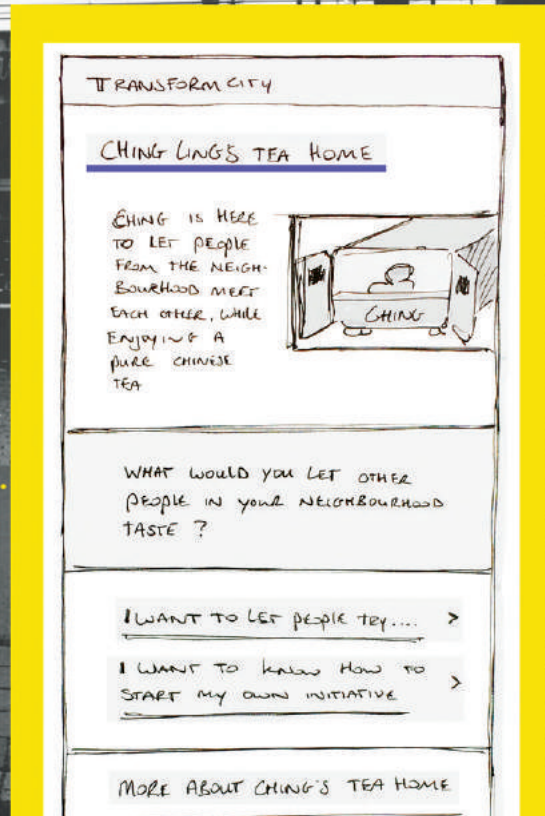 TRANSFORMCITY
CHING LING'S TEA HOME
CHING IS HERE
TO LET PEOPLE
FROM THE NEIGH-
BOURHOOD MEET
EACH OTHER, WHILE
ENJOYING A
PURE CHINESE
TEA
CHING
WHAT WOULD YOU LET OTHER
PEOPLE IN YOUR NEIGHBOURHOOD
TASTE ?
I WANT TO LET PEOPLE TRY.... >
I WANT TO KNOW HOW TO
START MY OWN INITIATIVE >
MORE ABOUT CHING'S TEA HOME